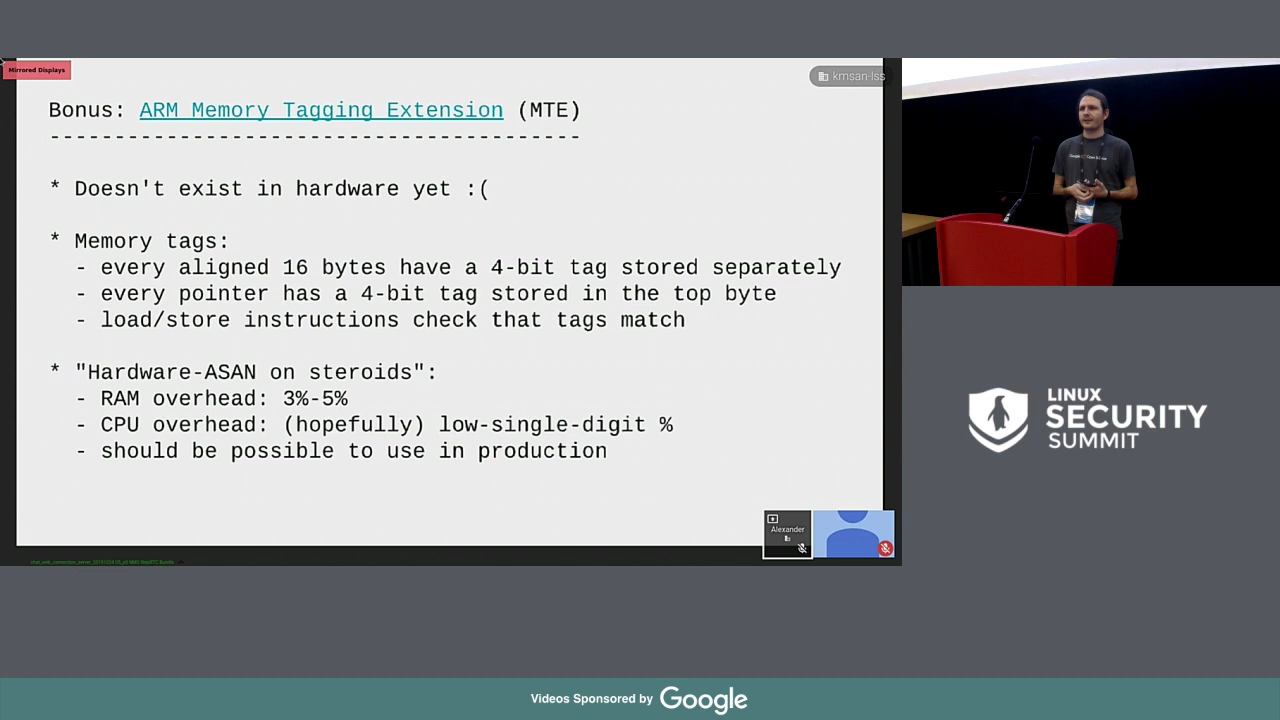 Mirrored Displays
kmsan-lss
Bonus: ARM Memory Tagging Extension (MTE)
-----------------------------------------
* Doesn't exist in hardware yet :(
* Memory tags:
- every aligned 16 bytes have a 4-bit tag stored separately
- every pointer has a 4-bit tag stored in the top byte
- load/store instructions check that tags match
* "Hardware-ASAN on steroids":
- RAM overhead: 3%-5%
- CPU overhead: (hopefully) low-single-digit %
- should be possible to use in production
Alexander
LINUX
SECURITY
SUMMIT
Videos Sponsored by Google